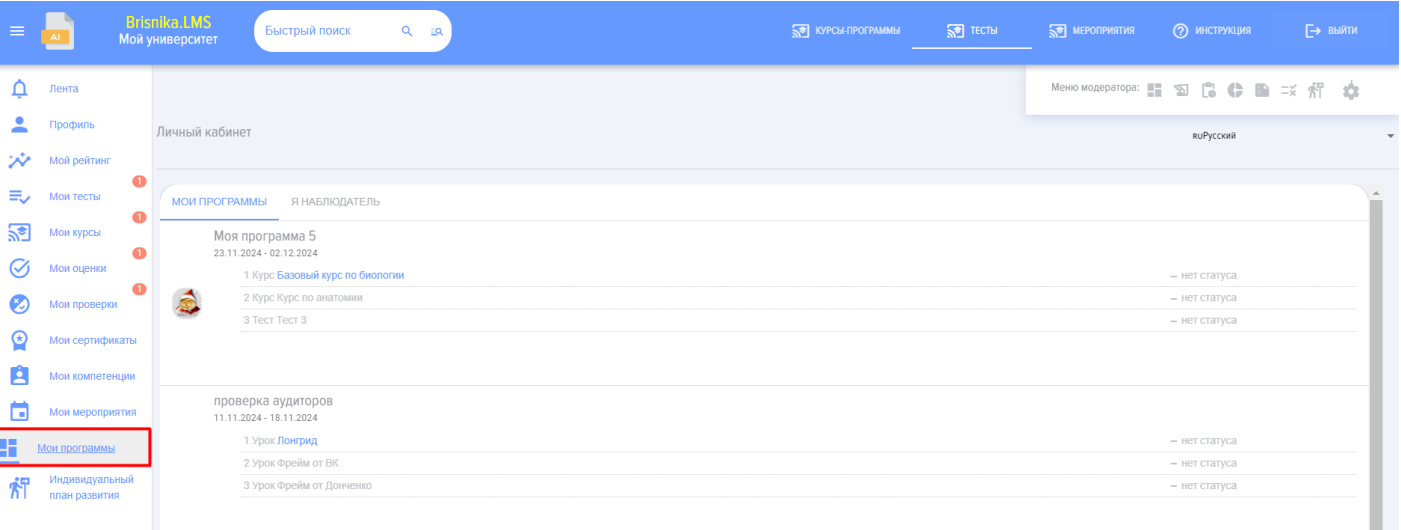 Brisnika.LMS
Мой университет
AI
Быстрый поиск
КУРСЫ-ПРОГРАММЫ
ТЕСТЫ
МЕРОПРИЯТИЯ
ИНСТРУКЦИЯ
ВЫЙТИ
Меню модератора:
Лента
Профиль
Мой рейтинг
Мои тесты 1
Мои курсы 1
Мои оценки 1
Мои проверки 1
Мои сертификаты
Мои компетенции
Мои мероприятия
Мои программы
Индивидуальный
план развития
Личный кабинет
RUРусский
МОИ ПРОГРАММЫ Я НАБЛЮДАТЕЛЬ
Моя программа 5
23.11.2024 - 02.12.2024
1 Курс Базовый курс по биологии – нет статуса
2 Курс Курс по анатомии – нет статуса
3 Тест Тест 3 – нет статуса
проверка аудиторов
11.11.2024 - 18.11.2024
1 Урок Лонгрид – нет статуса
2 Урок Фрейм от ВК – нет статуса
3 Урок Фрейм от Донченко – нет статуса